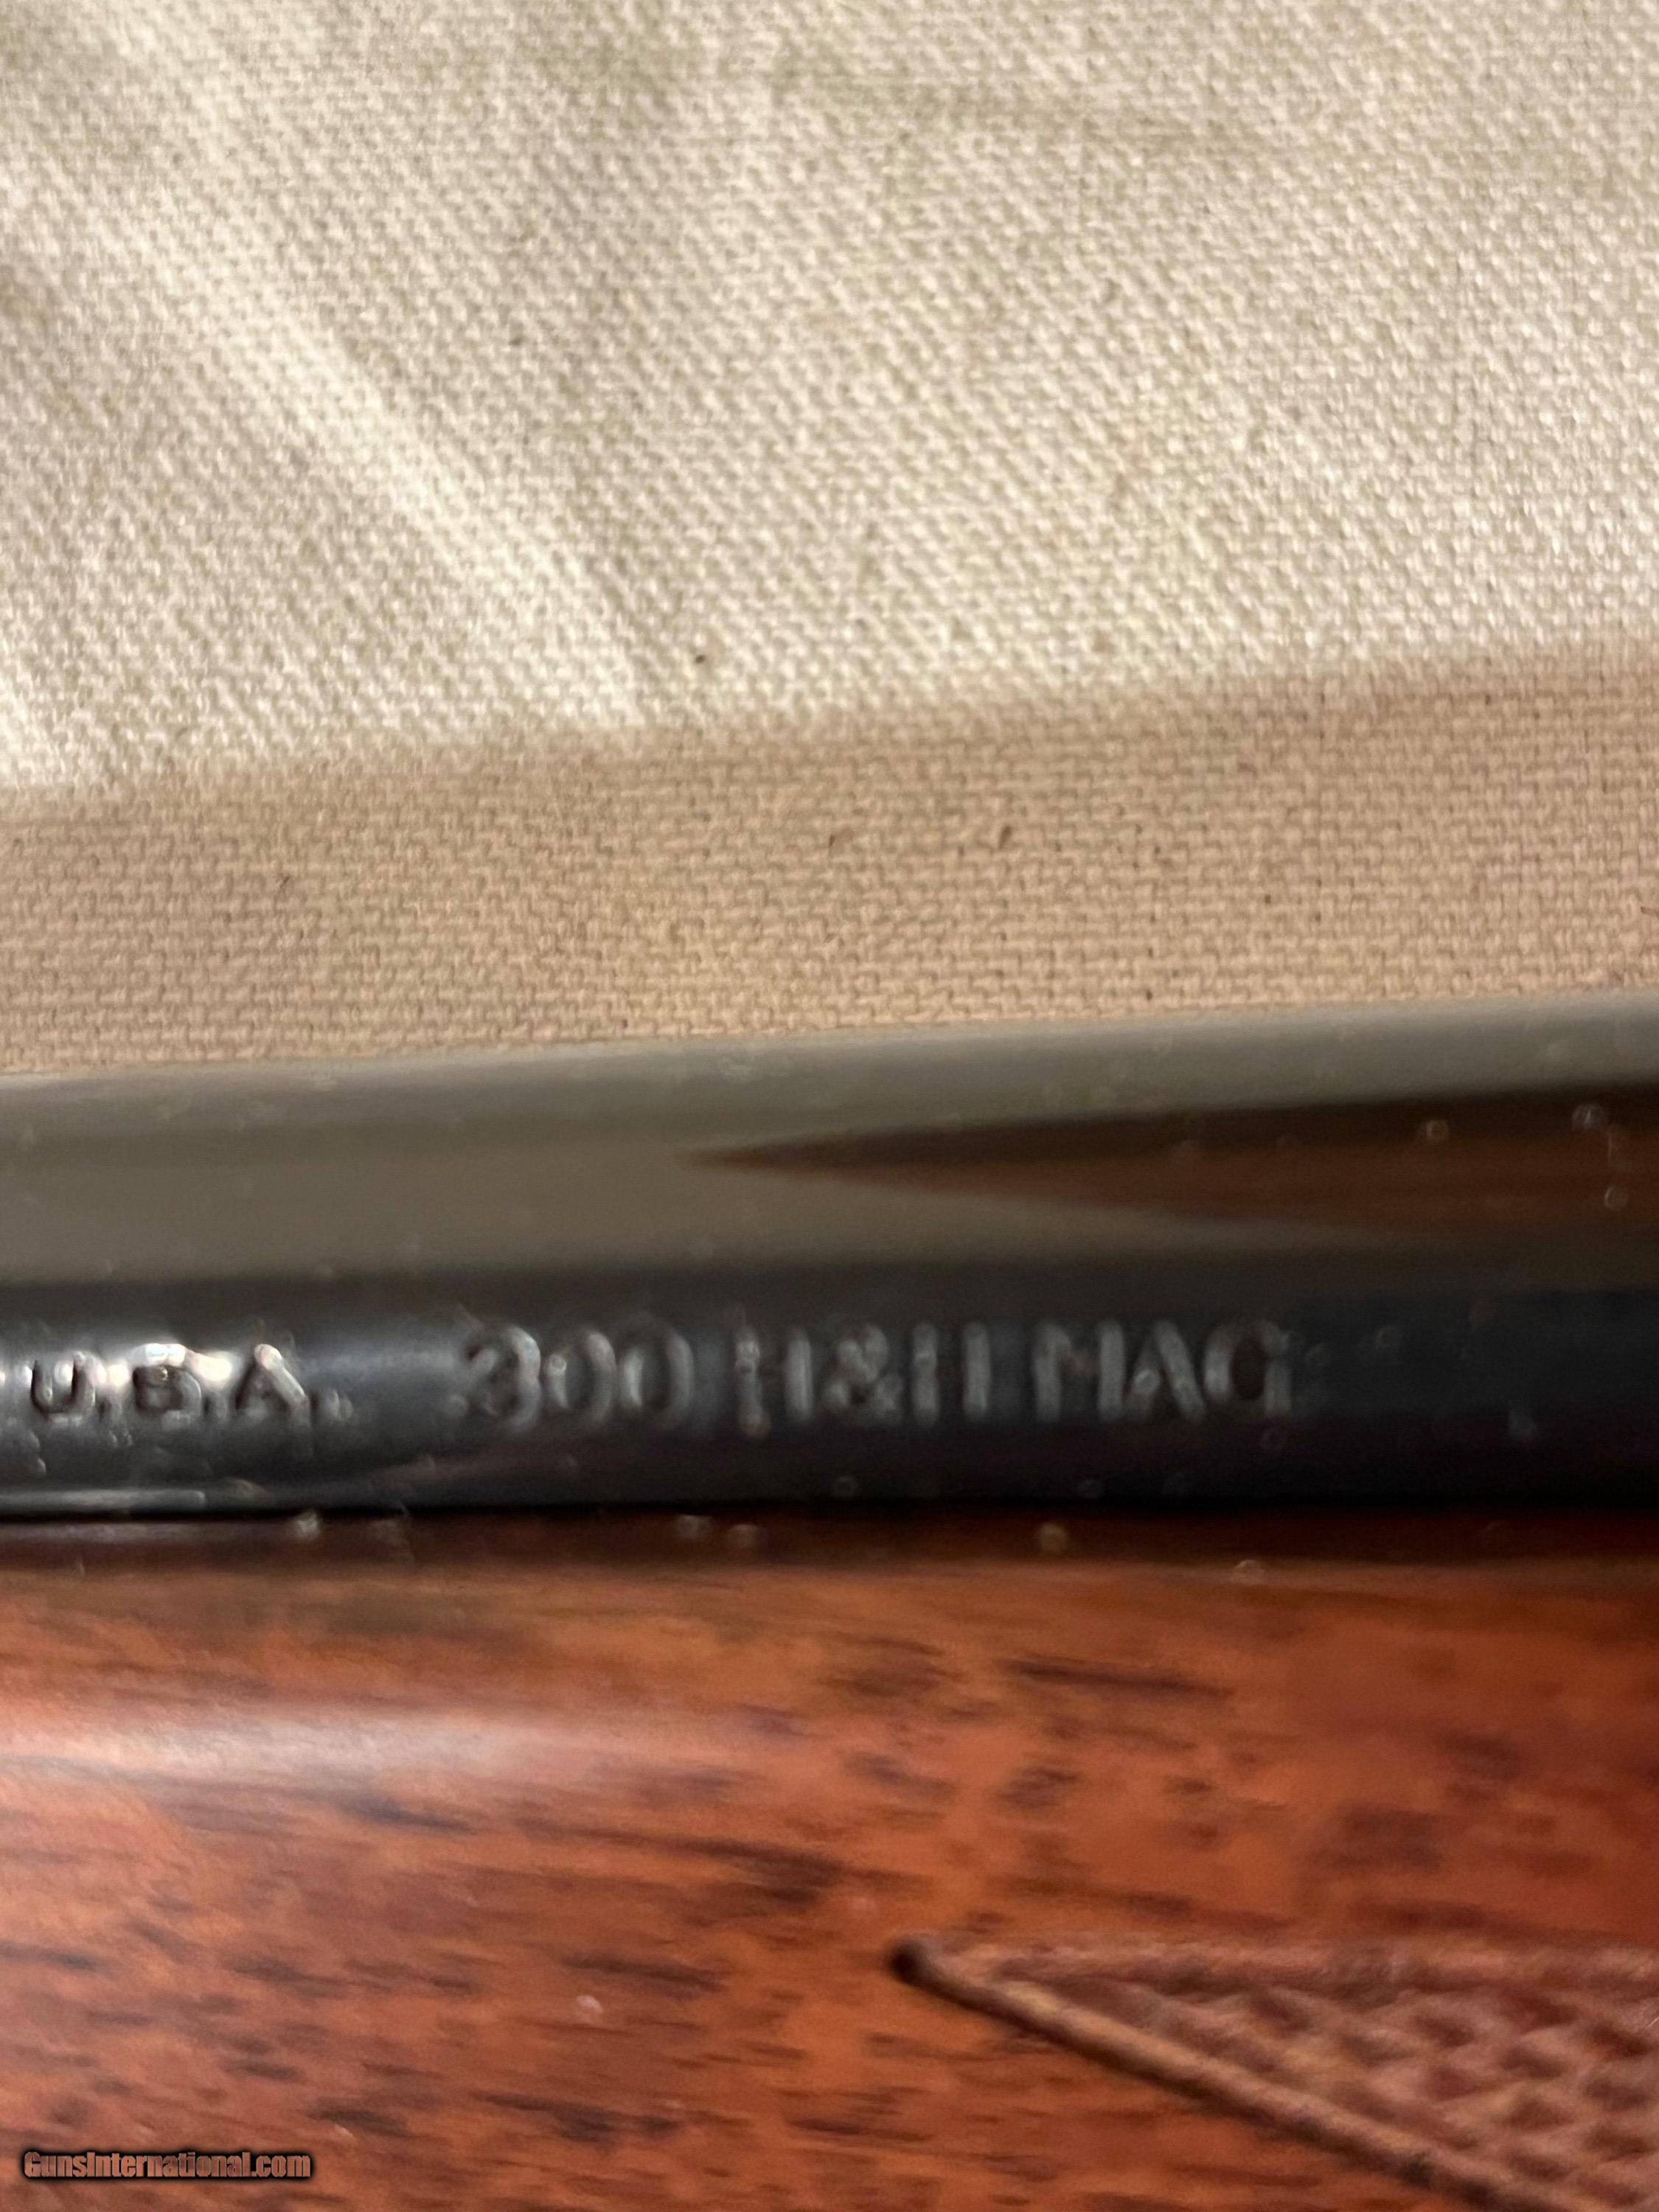 U.S.A. .300 H&H MAG
GunsInternational.com